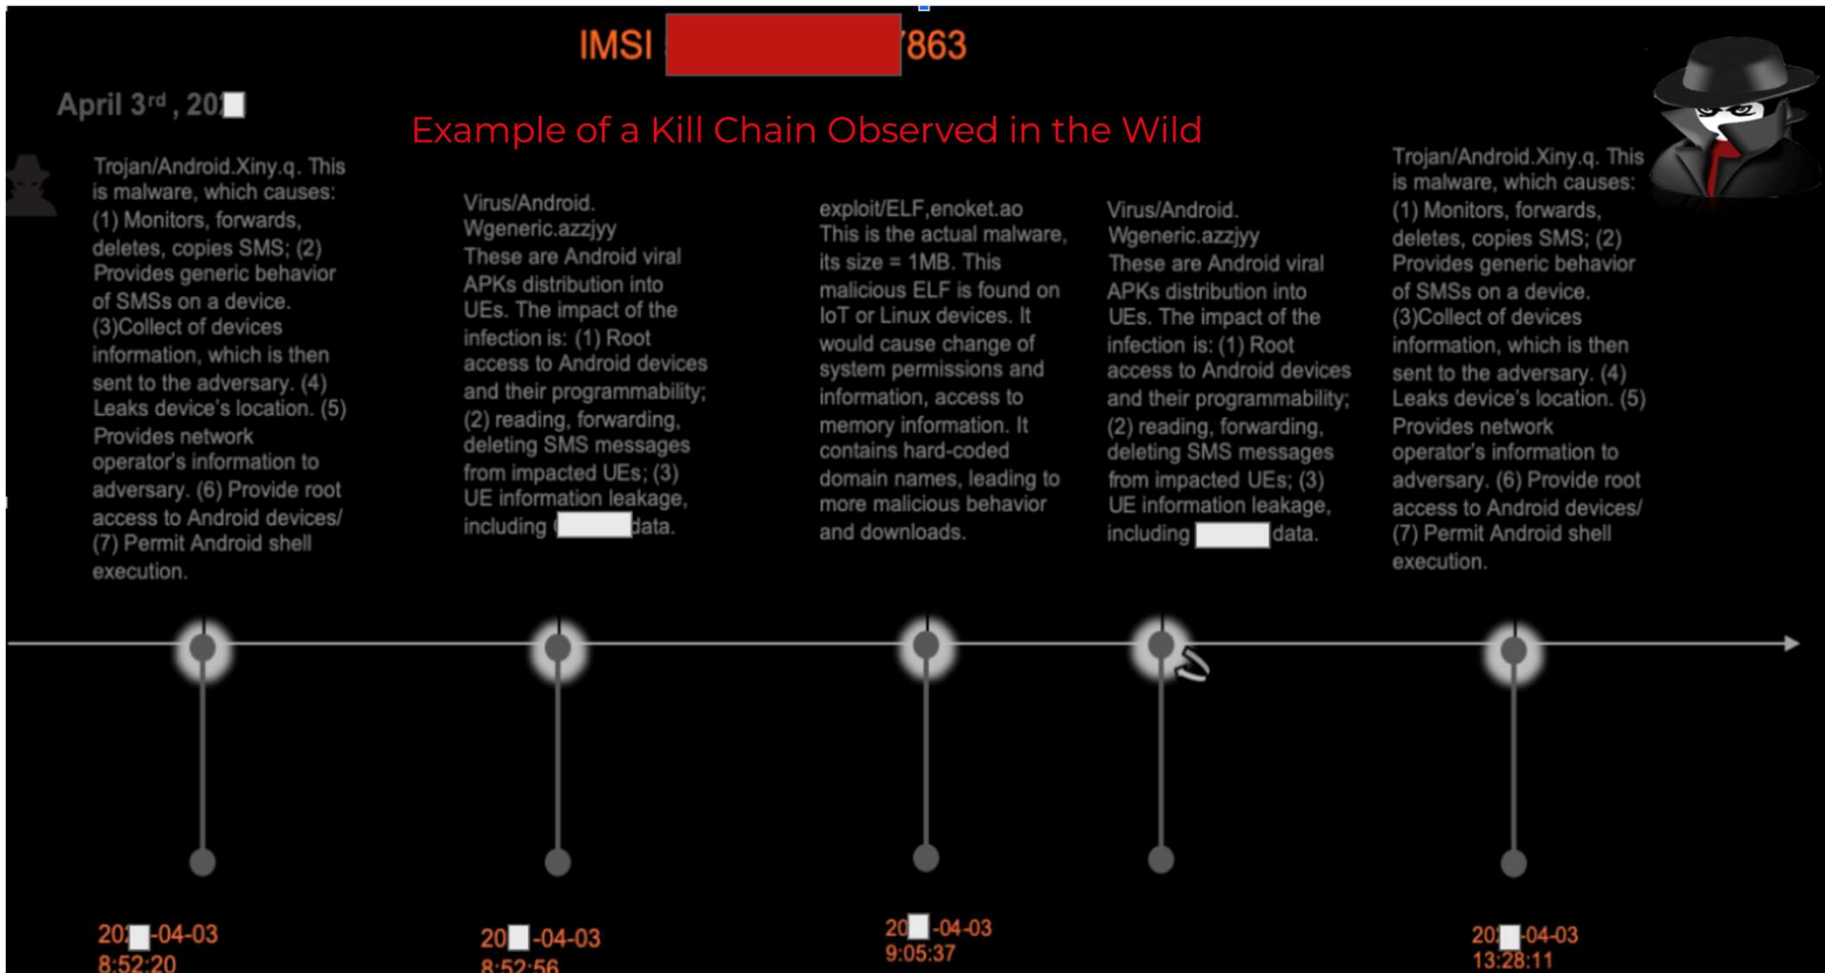 IMSI 7863
April 3rd , 202
Example of a Kill Chain Observed in the Wild
Trojan/Android.Xiny.q. This
is malware, which causes:
(1) Monitors, forwards,
deletes, copies SMS; (2)
Provides generic behavior
of SMSs on a device.
(3)Collect of devices
information, which is then
sent to the adversary. (4)
Leaks device's location. (5)
Provides network
operator's information to
adversary. (6) Provide root
access to Android devices/
(7) Permit Android shell
execution.
Virus/Android.
Wgeneric.azzjyy
These are Android viral
APKs distribution into
UEs. The impact of the
infection is: (1) Root
access to Android devices
and their programmability;
(2) reading, forwarding,
deleting SMS messages
from impacted UEs; (3)
UE information leakage,
including data.
exploit/ELF,enoket.ao
This is the actual malware,
its size = 1MB. This
malicious ELF is found on
IoT or Linux devices. It
would cause change of
system permissions and
information, access to
memory information. It
contains hard-coded
domain names, leading to
more malicious behavior
and downloads.
Virus/Android.
Wgeneric.azzjyy
These are Android viral
APKs distribution into
UEs. The impact of the
infection is: (1) Root
access to Android devices
and their programmability;
(2) reading, forwarding,
deleting SMS messages
from impacted UEs; (3)
UE information leakage,
including data.
Trojan/Android.Xiny.q. This
is malware, which causes:
(1) Monitors, forwards,
deletes, copies SMS; (2)
Provides generic behavior
of SMSs on a device.
(3)Collect of devices
information, which is then
sent to the adversary. (4)
Leaks device's location. (5)
Provides network
operator's information to
adversary. (6) Provide root
access to Android devices/
(7) Permit Android shell
execution.
202 -04-03
8:52:20
20 -04-03
8:52:56
20 -04-03
9:05:37
202 -04-03
13:28:11